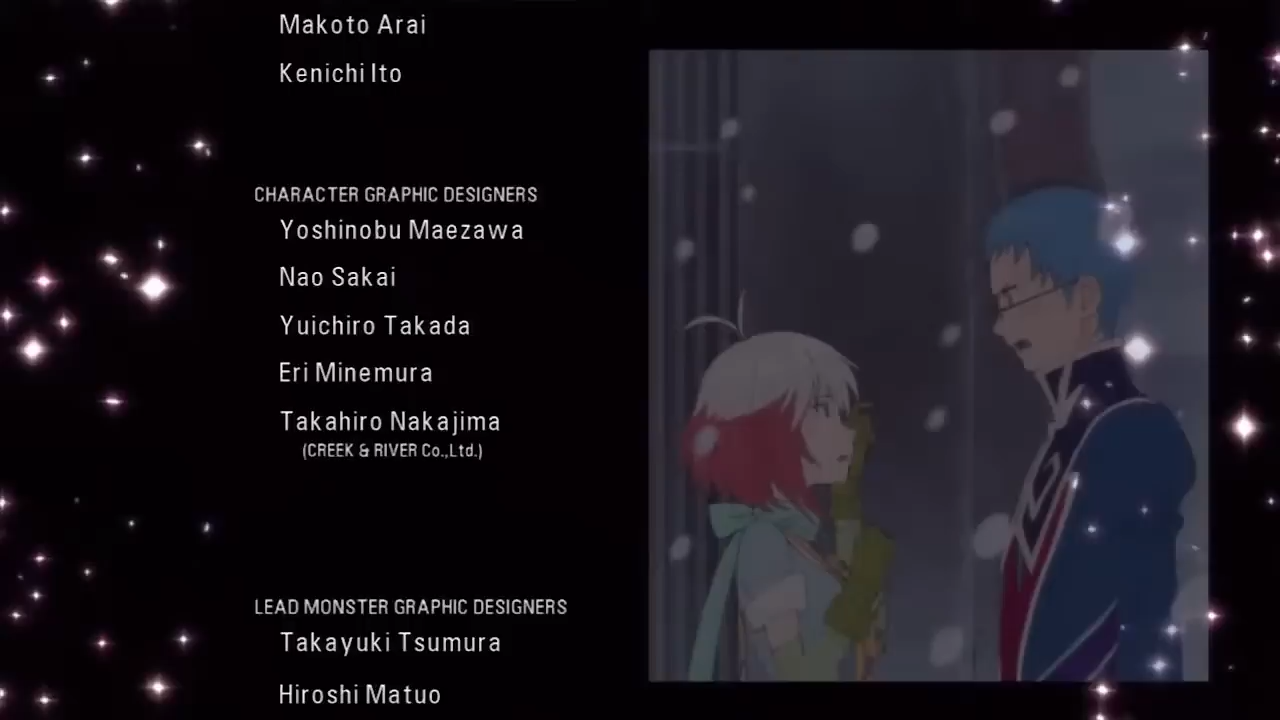 Makoto Arai
Kenichi Ito
CHARACTER GRAPHIC DESIGNERS
Yoshinobu Maezawa
Nao Sakai
Yuichiro Takada
Eri Minemura
Takahiro Nakajima
(CREEK & RIVER Co.,Ltd.)
LEAD MONSTER GRAPHIC DESIGNERS
Takayuki Tsumura
Hiroshi Matuo